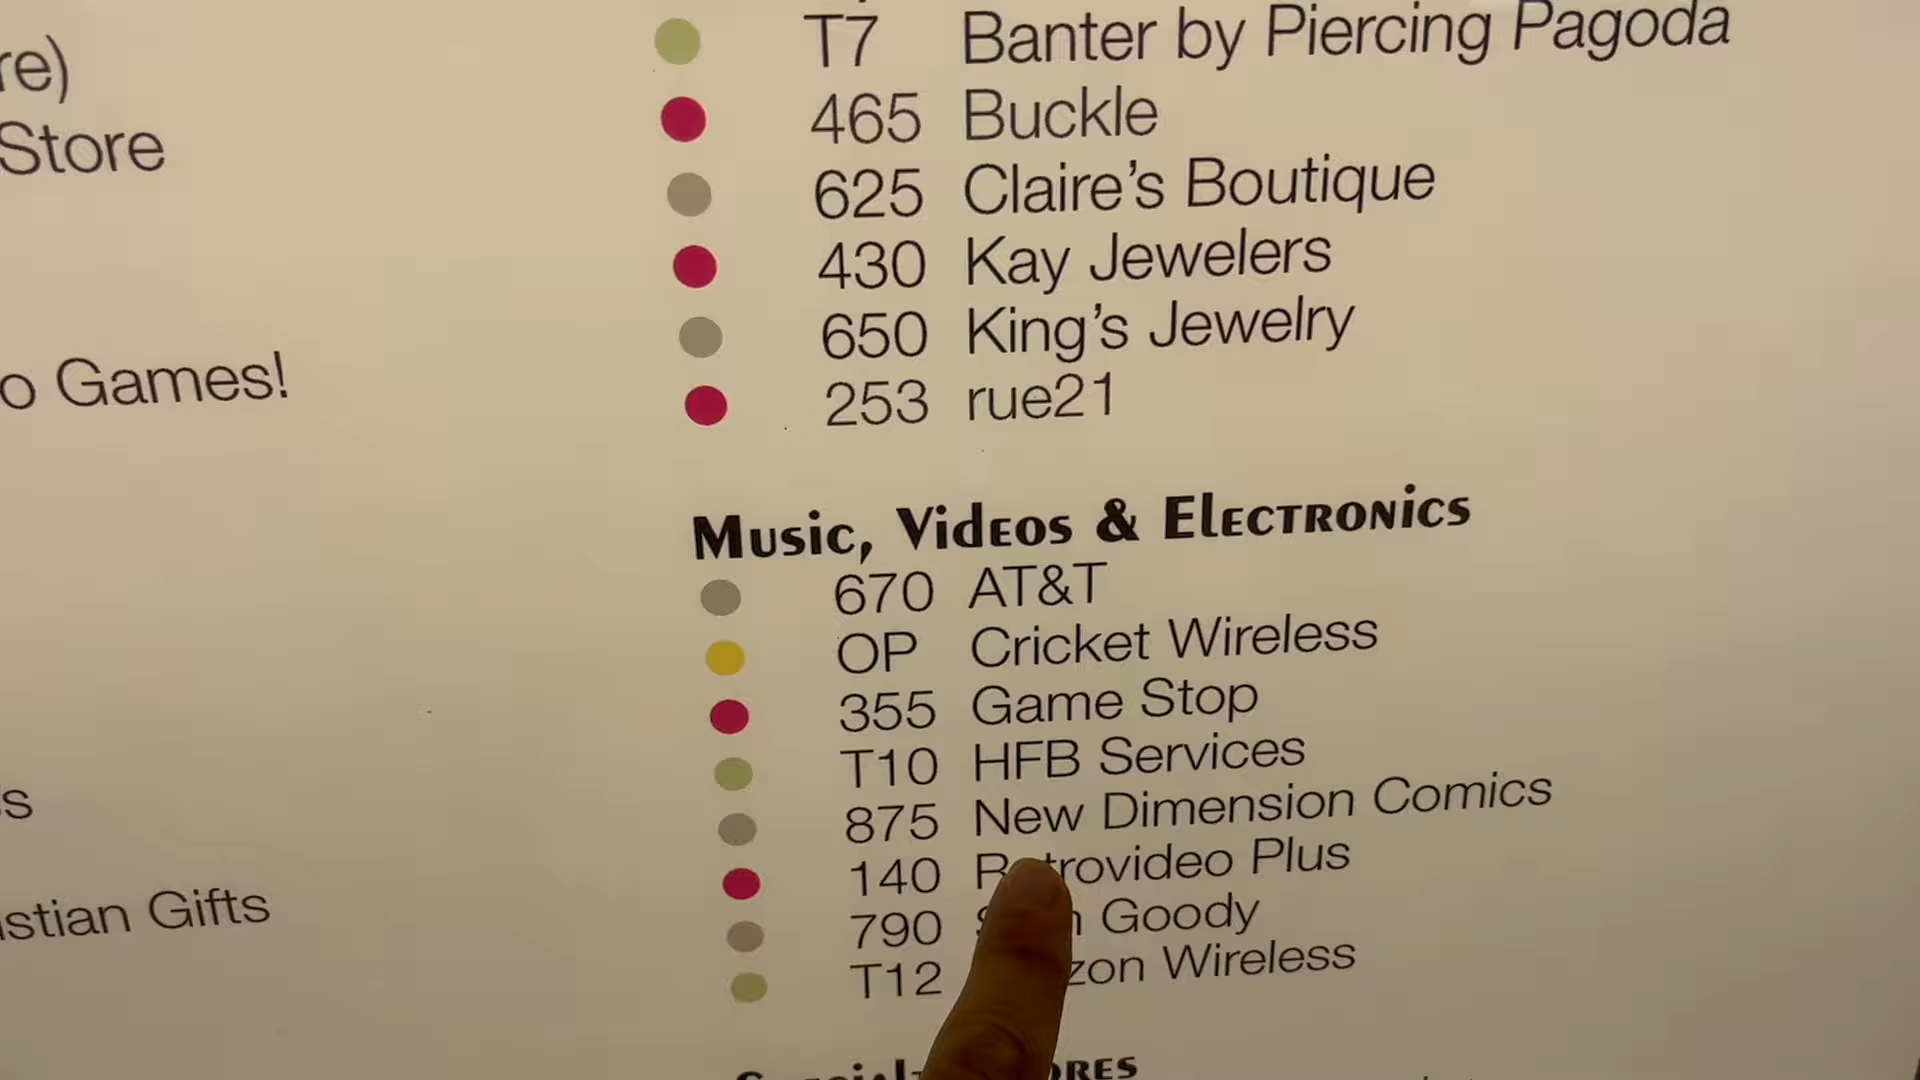 re)
Store
o Games!
s
stian Gifts
T7 Banter by Piercing Pagoda
465 Buckle
625 Claire's Boutique
430 Kay Jewelers
650 King's Jewelry
253 rue21
Music, Videos & Electronics
670 AT&T
OP Cricket Wireless
355 Game Stop
T10 HFB Services
875 New Dimension Comics
140 Retrovideo Plus
790 Goody
T12 zon Wireless